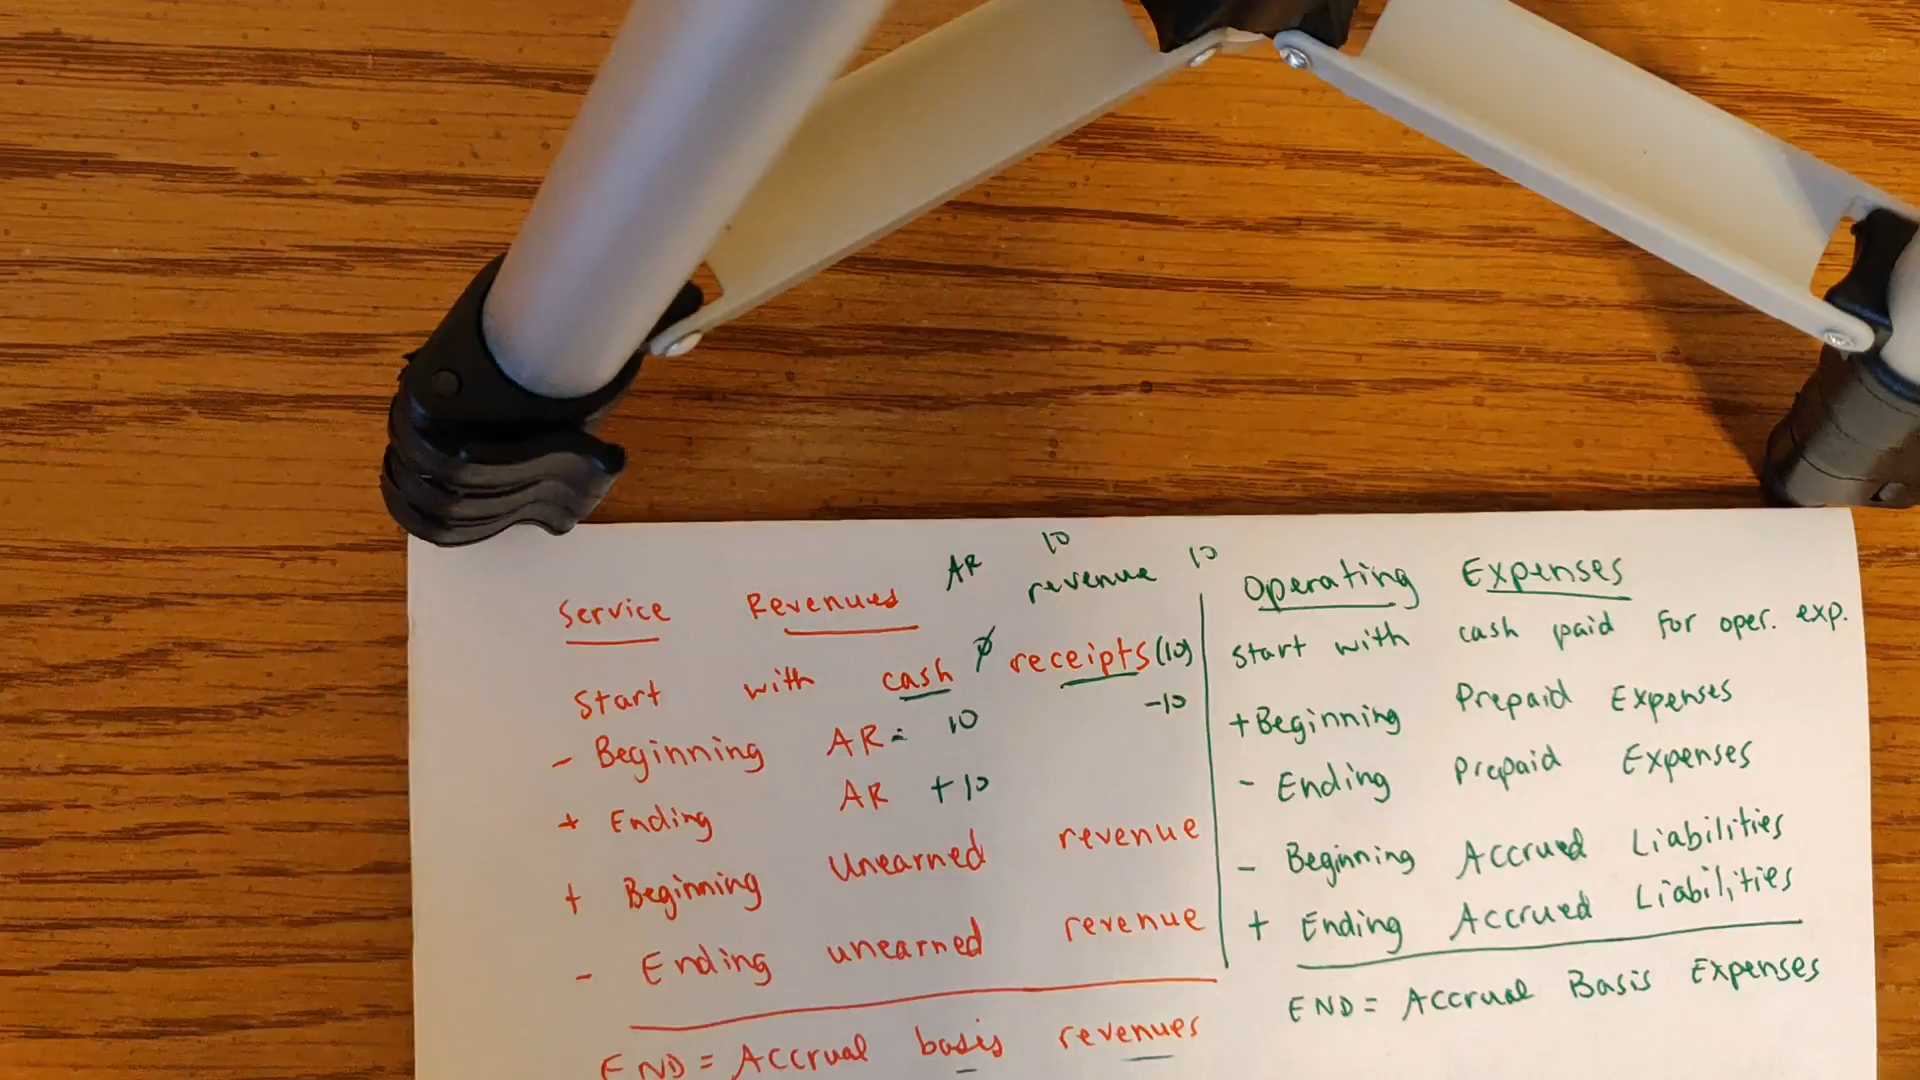 AR 10
revenue 10
Service Revenues
Start with cash ø receipts (10)
- Beginning AR - 10 -10
+ Ending AR +10
+ Beginning Unearned revenue
- Ending unearned revenue
END = Accrual basis revenues
Operating Expenses
Start with cash paid for oper. exp.
+ Beginning Prepaid Expenses
- Ending Prepaid Expenses
- Beginning Accrued Liabilities
+ Ending Accrued Liabilities
END = Accrual Basis Expenses